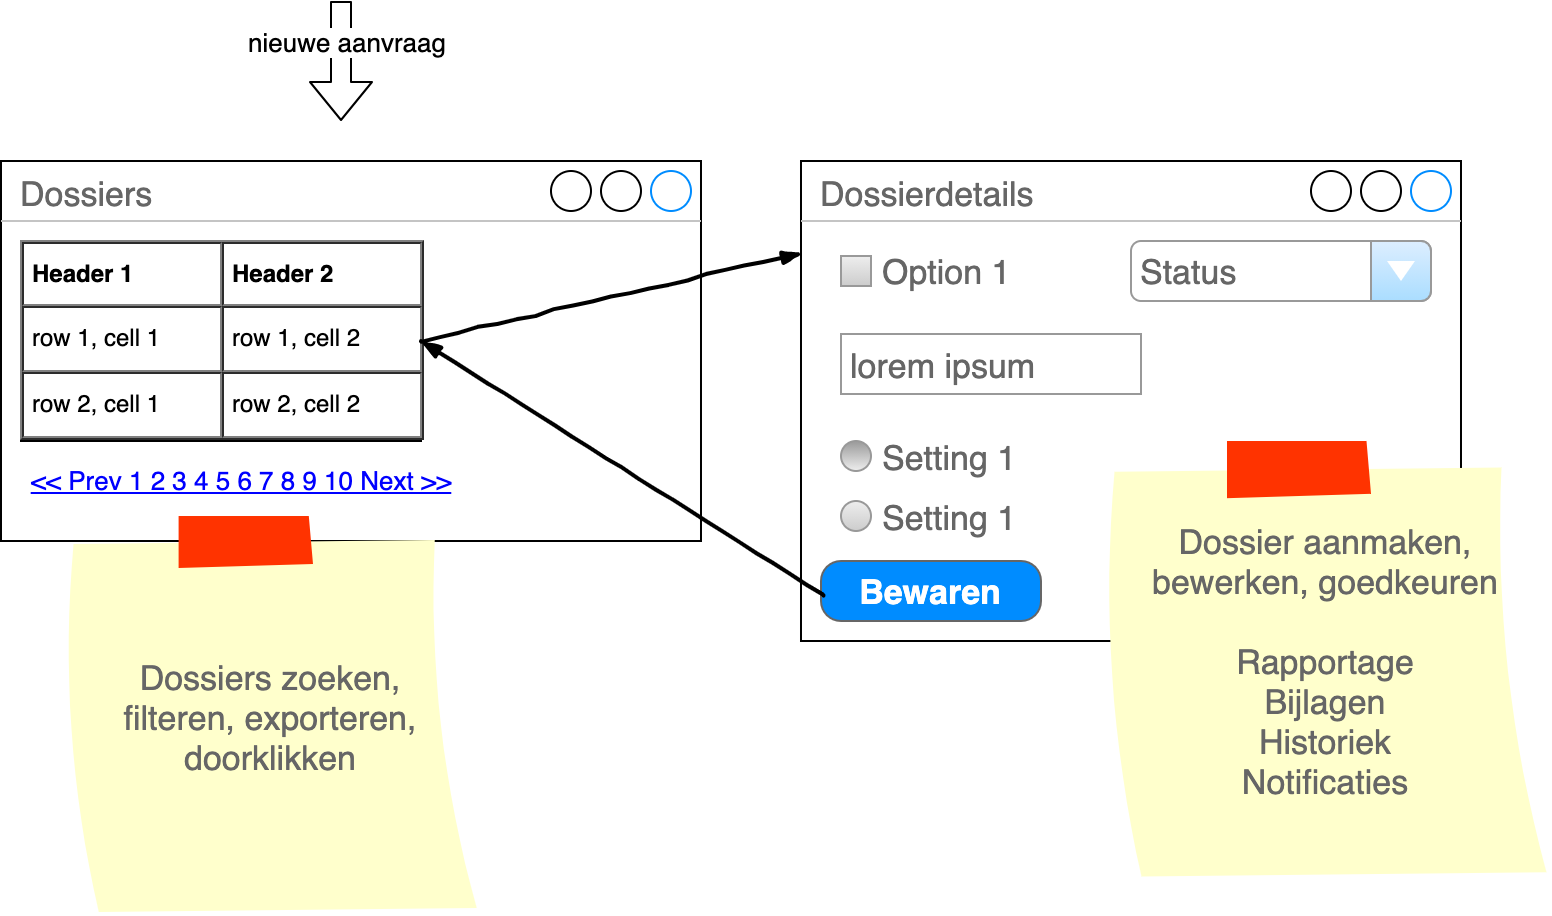 nieuwe aanvraag
Dossiers
Header 1 Header 2
row 1, cell 1 row 1, cell 2
row 2, cell 1 row 2, cell 2
<< Prev 1 2 3 4 5 6 7 8 9 10 Next >>
Dossiers zoeken,
filteren, exporteren,
doorklikken
Dossierdetails
Option 1 Status
lorem ipsum
Setting 1
Setting 1
Bewaren
Dossier aanmaken,
bewerken, goedkeuren
Rapportage
Bijlagen
Historiek
Notificaties